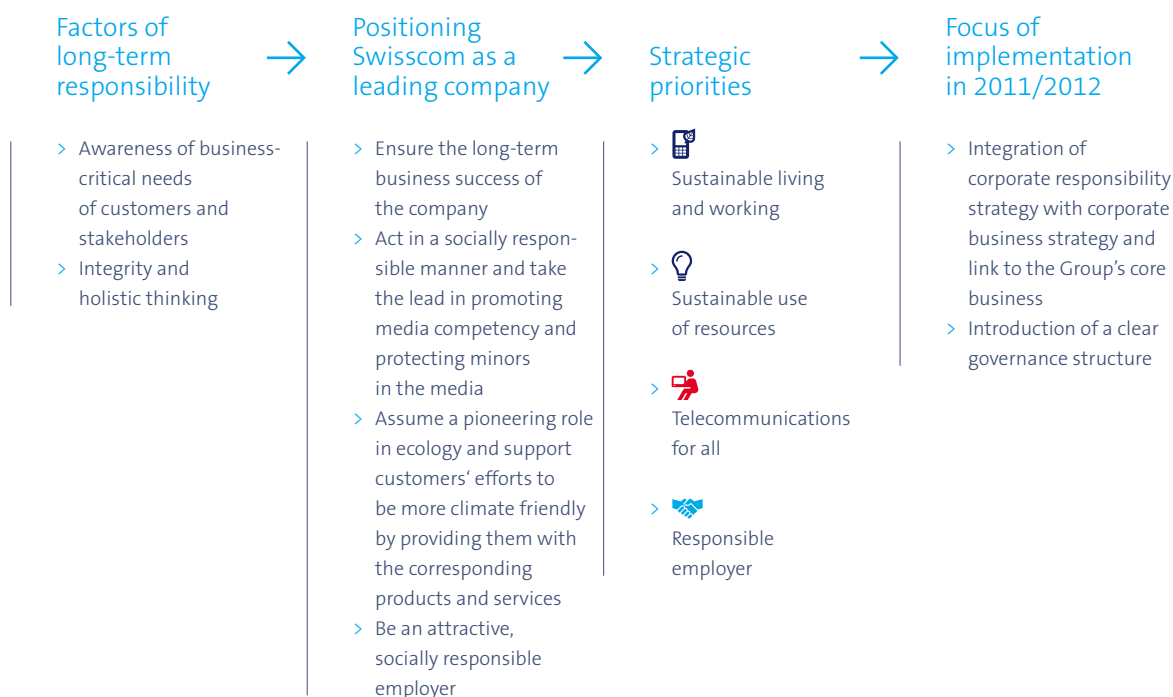 Factors of
long-term
responsibility
> Awareness of business-
critical needs
of customers and
stakeholders
> Integrity and
holistic thinking
Positioning
Swisscom as a
leading company
> Ensure the long-term
business success of
the company
> Act in a socially respon-
sible manner and take
the lead in promoting
media competency and
protecting minors
in the media
> Assume a pioneering role
in ecology and support
customers‘ efforts to
be more climate friendly
by providing them with
the corresponding
products and services
> Be an attractive,
socially responsible
employer
Strategic
priorities
>
Sustainable living
and working
>
Sustainable use
of resources
>
Telecommunications
for all
>
Responsible
employer
Focus of
implementation
in 2011/2012
> Integration of
corporate responsibility
strategy with corporate
business strategy and
link to the Group’s core
business
> Introduction of a clear
governance structure